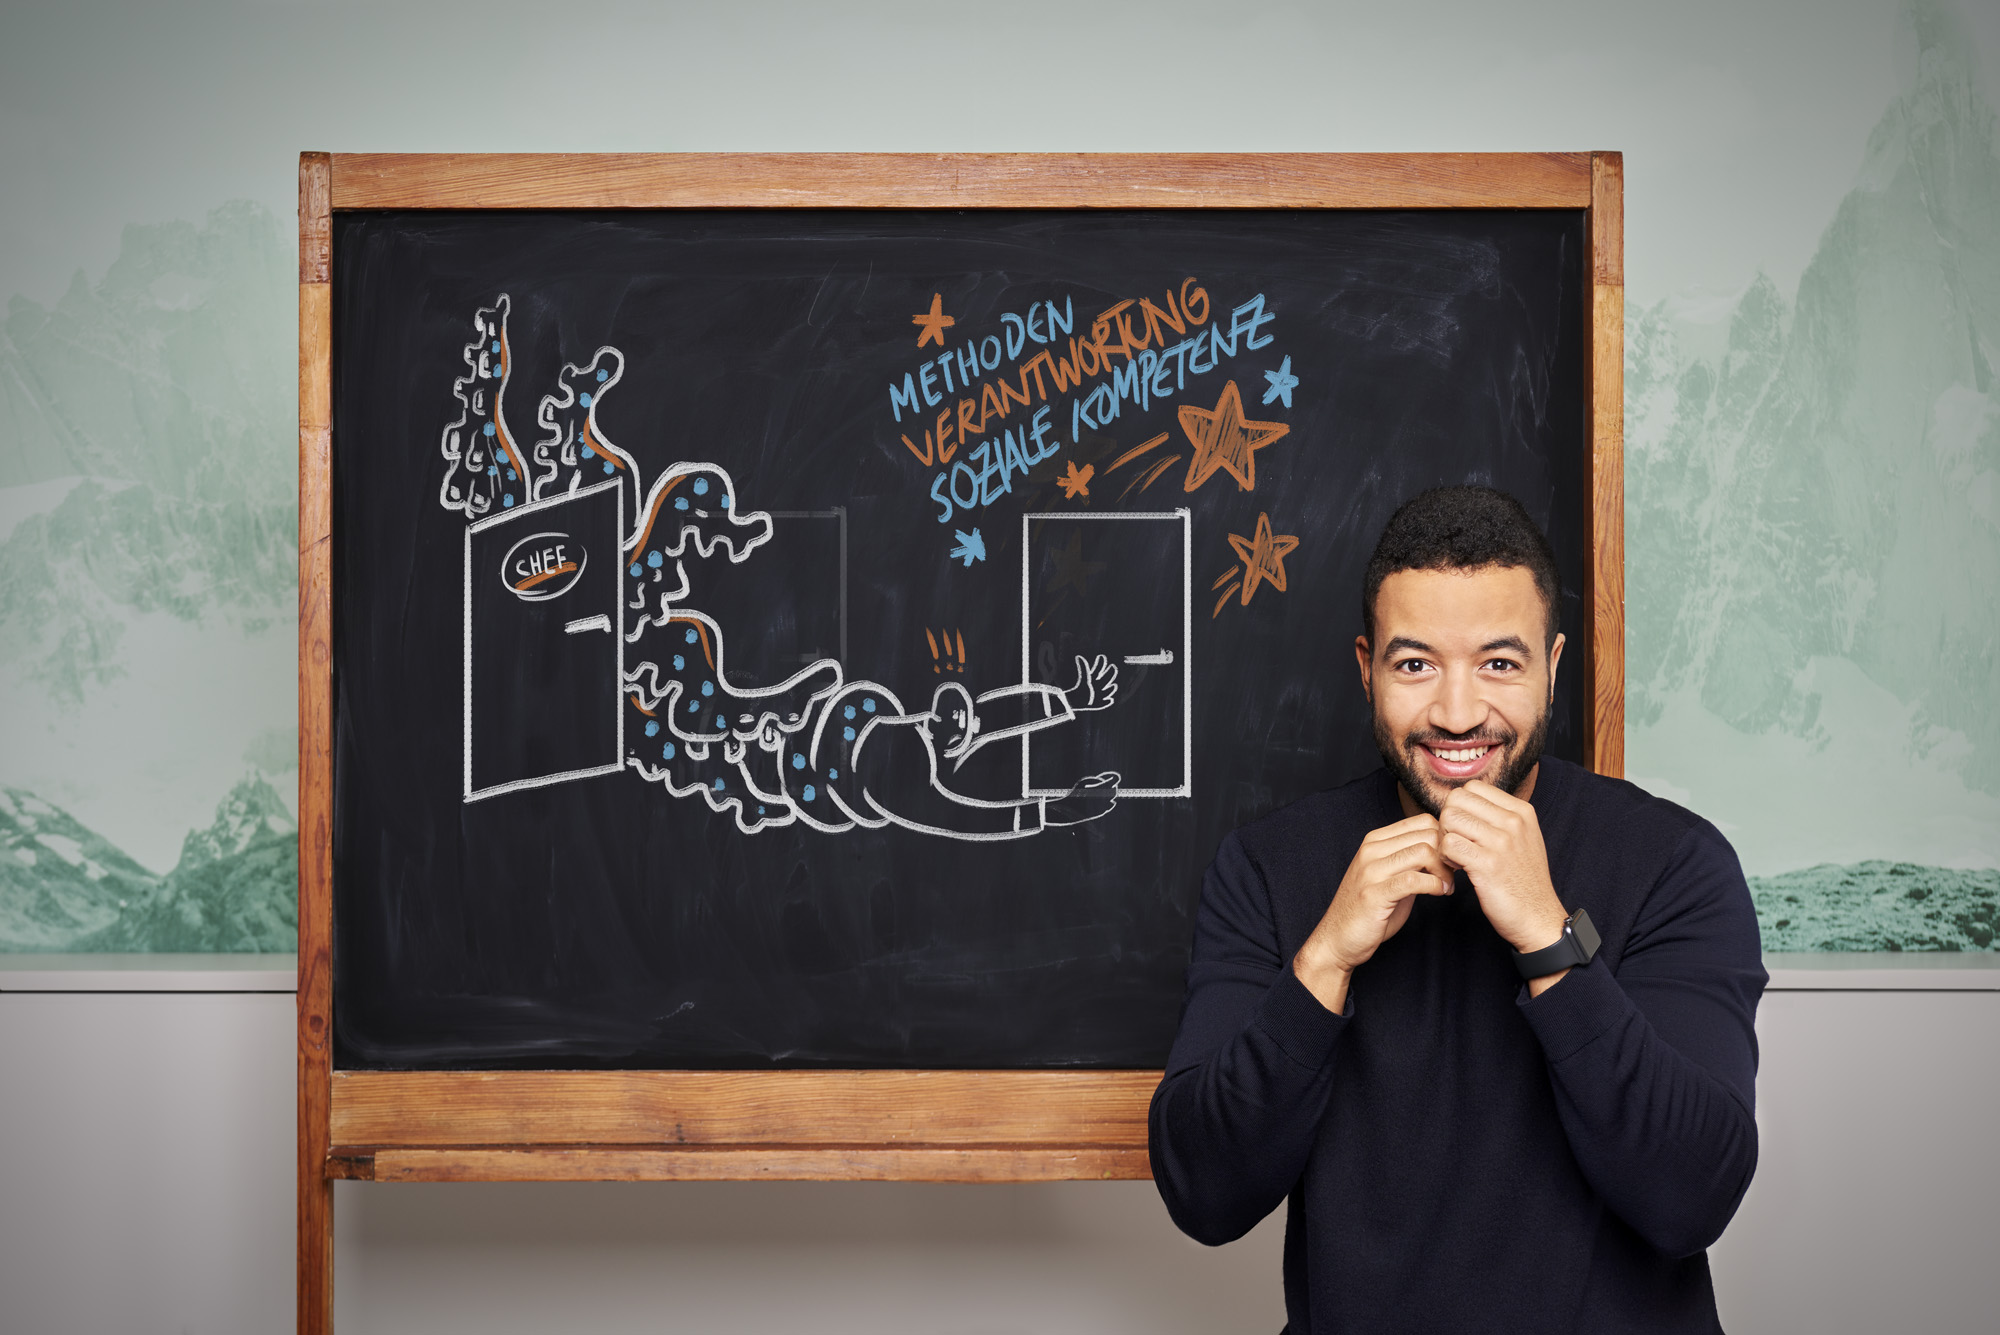 METHODEN
VERANTWORTUNG
SOZIALE KOMPETENZ
CHEF
!!!